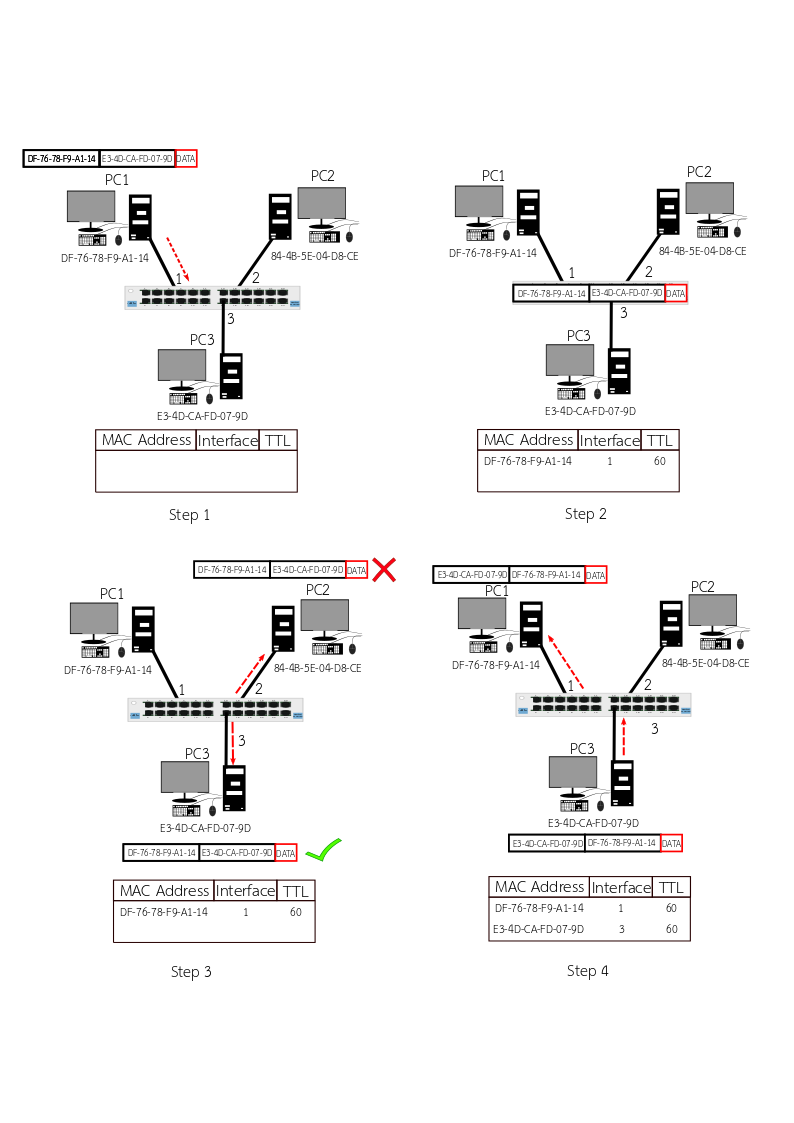 DF-76-78-F9-A1-14 E3-4D-CA-FD-07-9D DATA
PC1
PC2
DF-76-78-F9-A1-14
84-4B-5E-04-D8-CE
1
2
3
PC3
E3-4D-CA-FD-07-9D
MAC Address Interface TTL
Step 1
PC1
PC2
DF-76-78-F9-A1-14
84-4B-5E-04-D8-CE
1
2
DF-76-78-F9-A1-14 E3-4D-CA-FD-07-9D DATA
3
PC3
E3-4D-CA-FD-07-9D
MAC Address Interface TTL
DF-76-78-F9-A1-14 1 60
Step 2
DF-76-78-F9-A1-14 E3-4D-CA-FD-07-9D DATA
PC1
PC2
DF-76-78-F9-A1-14
84-4B-5E-04-D8-CE
1
2
3
PC3
E3-4D-CA-FD-07-9D
DF-76-78-F9-A1-14 E3-4D-CA-FD-07-9D DATA
MAC Address Interface TTL
DF-76-78-F9-A1-14 1 60
Step 3
E3-4D-CA-FD-07-9D DF-76-78-F9-A1-14 DATA
PC1
PC2
DF-76-78-F9-A1-14
84-4B-5E-04-D8-CE
1
2
3
PC3
E3-4D-CA-FD-07-9D
E3-4D-CA-FD-07-9D DF-76-78-F9-A1-14 DATA
MAC Address Interface TTL
DF-76-78-F9-A1-14 1 60
E3-4D-CA-FD-07-9D 3 60
Step 4